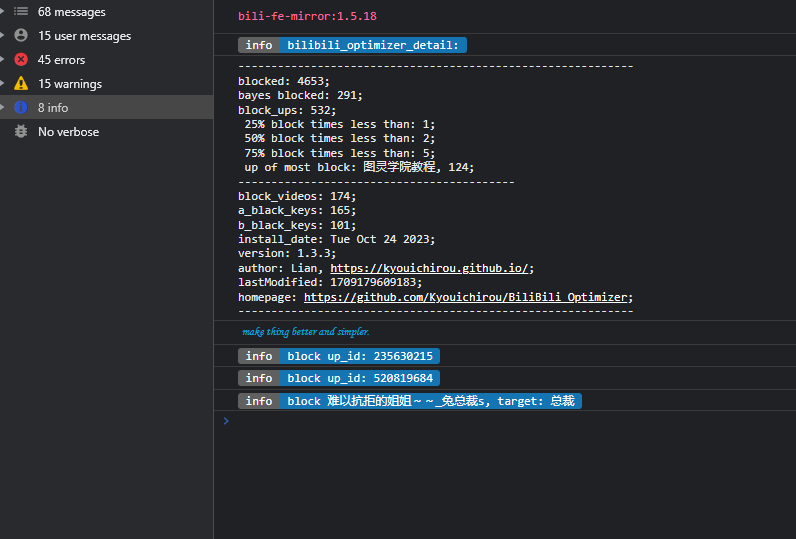 68 messages
15 user messages
45 errors
15 warnings
8 info
No verbose
bili-fe-mirror:1.5.18
info bilibili_optimizer_detail:
------------------------------------------------------------
blocked: 4653;
bayes blocked: 291;
block_ups: 532;
25% block times less than: 1;
50% block times less than: 2;
75% block times less than: 5;
up of most block: 图灵学院教程, 124;
------------------------------------------
block_videos: 174;
a_black_keys: 165;
b_black_keys: 101;
install_date: Tue Oct 24 2023;
version: 1.3.3;
author: Lian, https://kyouichirou.github.io/;
lastModified: 1709179609183;
homepage: https://github.com/Kyouichirou/BiliBili_Optimizer;
------------------------------------------------------------
make thing better and simpler.
info block up_id: 235630215
info block up_id: 520819684
info block 难以抗拒的姐姐～～_兔总裁s, target: 总裁